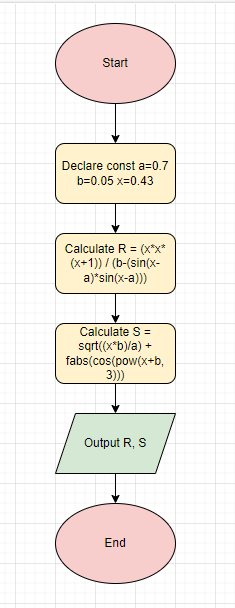 Start
Declare const a=0.7
b=0.05 x=0.43
Calculate R = (x*x*
(x+1)) / (b-(sin(x-
a)*sin(x-a)))
Calculate S =
sqrt((x*b)/a) +
fabs(cos(pow(x+b,
3)))
Output R, S
End